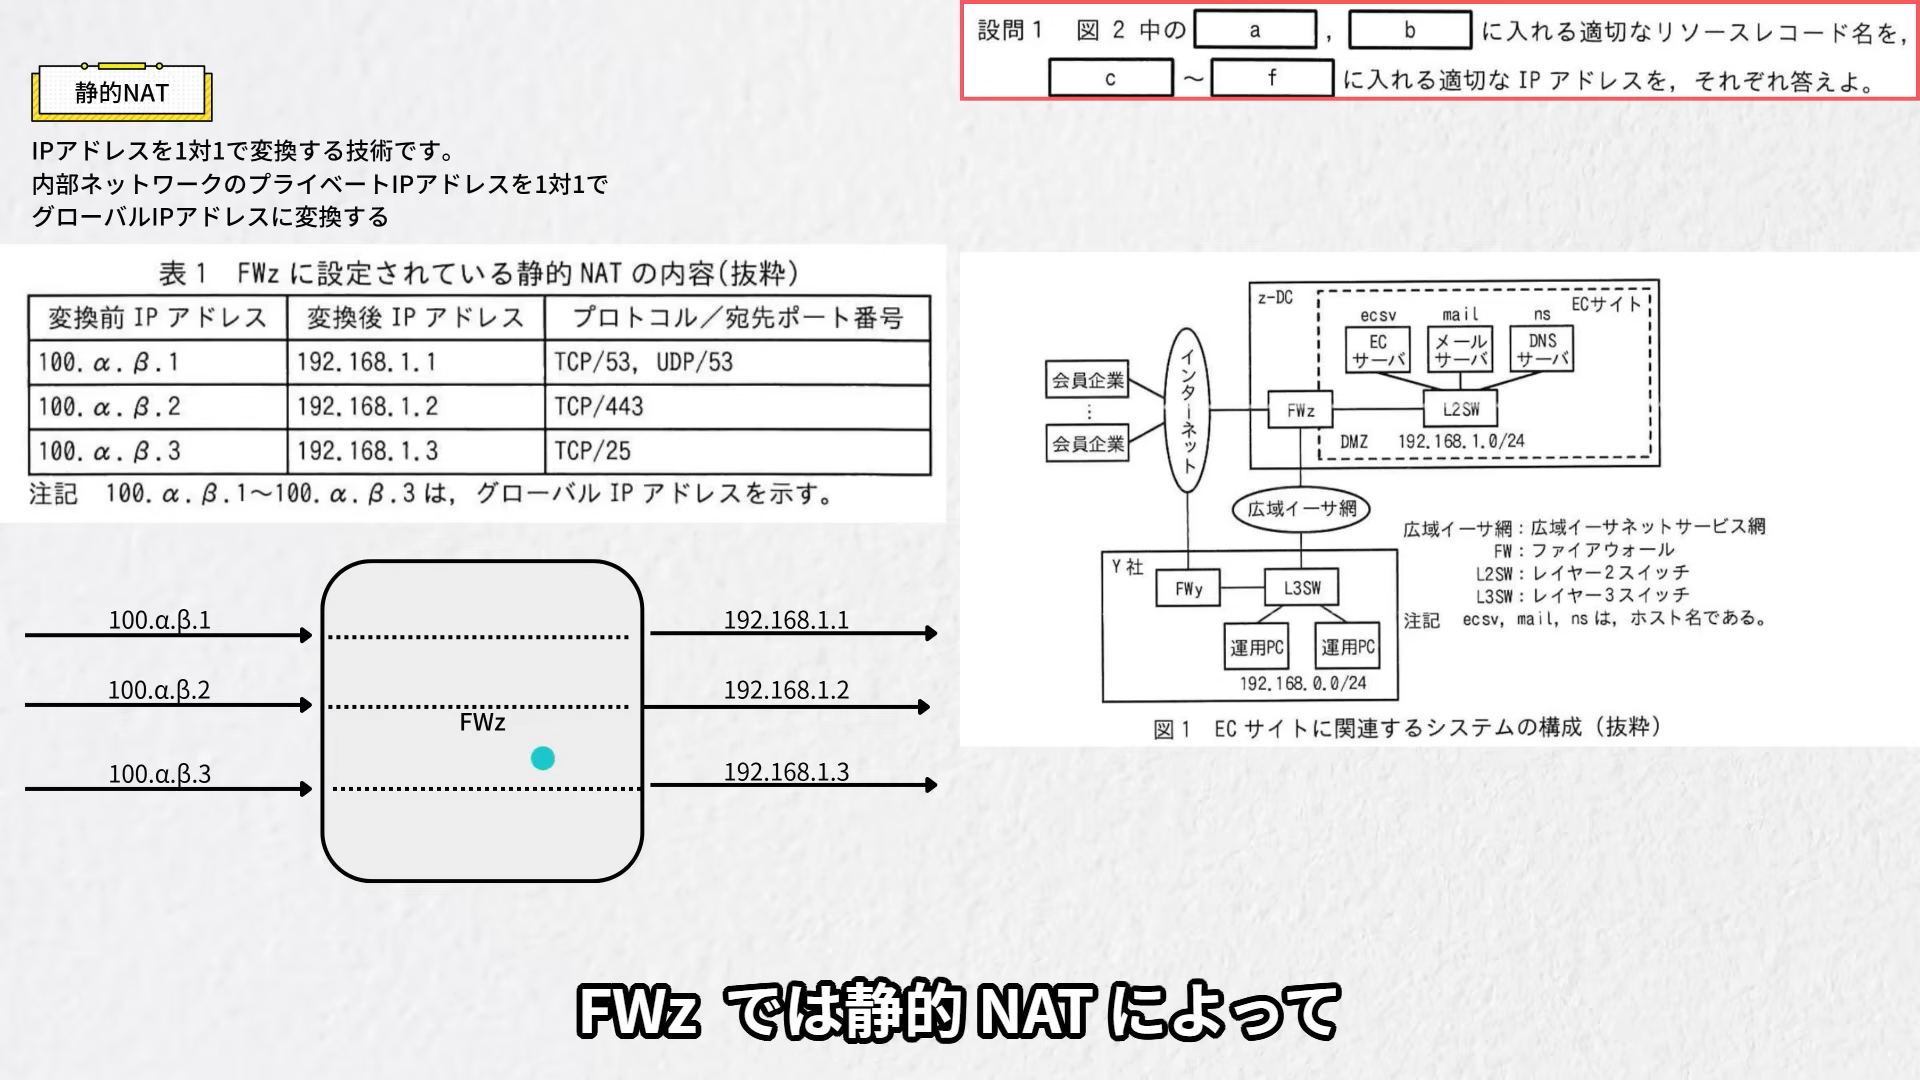 設問1 図 2 中の a , b に入れる適切なリソースレコード名を,
c ～ f に入れる適切な IP アドレスを, それぞれ答えよ。
静的NAT
IPアドレスを1対1で変換する技術です。
内部ネットワークのプライベートIPアドレスを1対1で
グローバルIPアドレスに変換する
表 1 FWz に設定されている静的 NAT の内容(抜粋)
変換前 IP アドレス 変換後 IP アドレス プロトコル／宛先ポート番号
100. α. β. 1 192. 168. 1. 1 TCP/53, UDP/53
100. α. β. 2 192. 168. 1. 2 TCP/443
100. α. β. 3 192. 168. 1. 3 TCP/25
注記 100. α. β. 1～100. α. β. 3 は, グローバル IP アドレスを示す。
100.α.β.1
100.α.β.2
100.α.β.3
FWz
192.168.1.1
192.168.1.2
192.168.1.3
z-DC
ECサイト
ecsv mail ns
EC
サーバ
メール
サーバ
DNS
サーバ
会員企業
⋮
会員企業
インターネット
FWz
L2SW
DMZ 192. 168. 1. 0/24
広域イーサ網
Y 社
FWy
L3SW
運用PC
運用PC
192. 168. 0. 0/24
広域イーサ網：広域イーサネットサービス網
FW：ファイアウォール
L2SW：レイヤー2スイッチ
L3SW：レイヤー3スイッチ
注記 ecsv, mail, ns は, ホスト名である。
図 1 EC サイトに関連するシステムの構成（抜粋）
FWz では静的 NAT によって